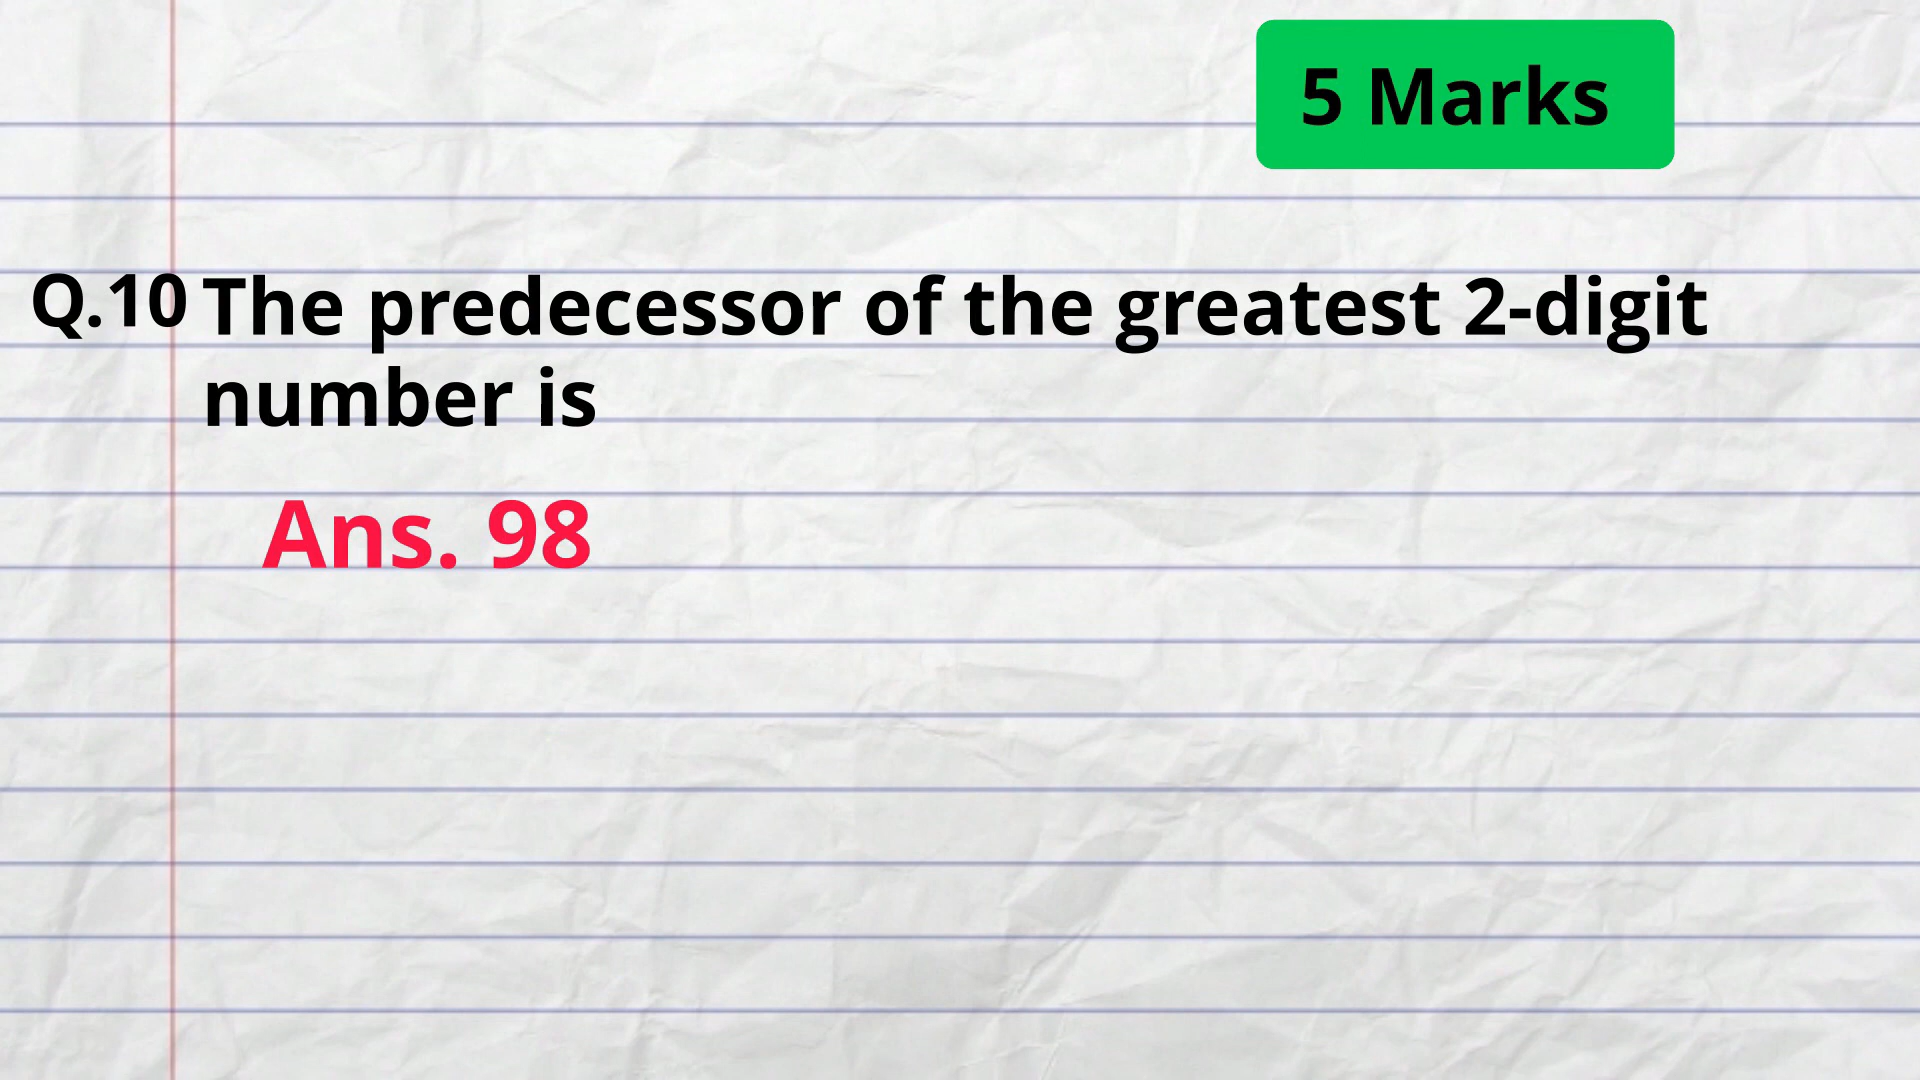 5 Marks
Q.10 The predecessor of the greatest 2-digit
number is
Ans. 98